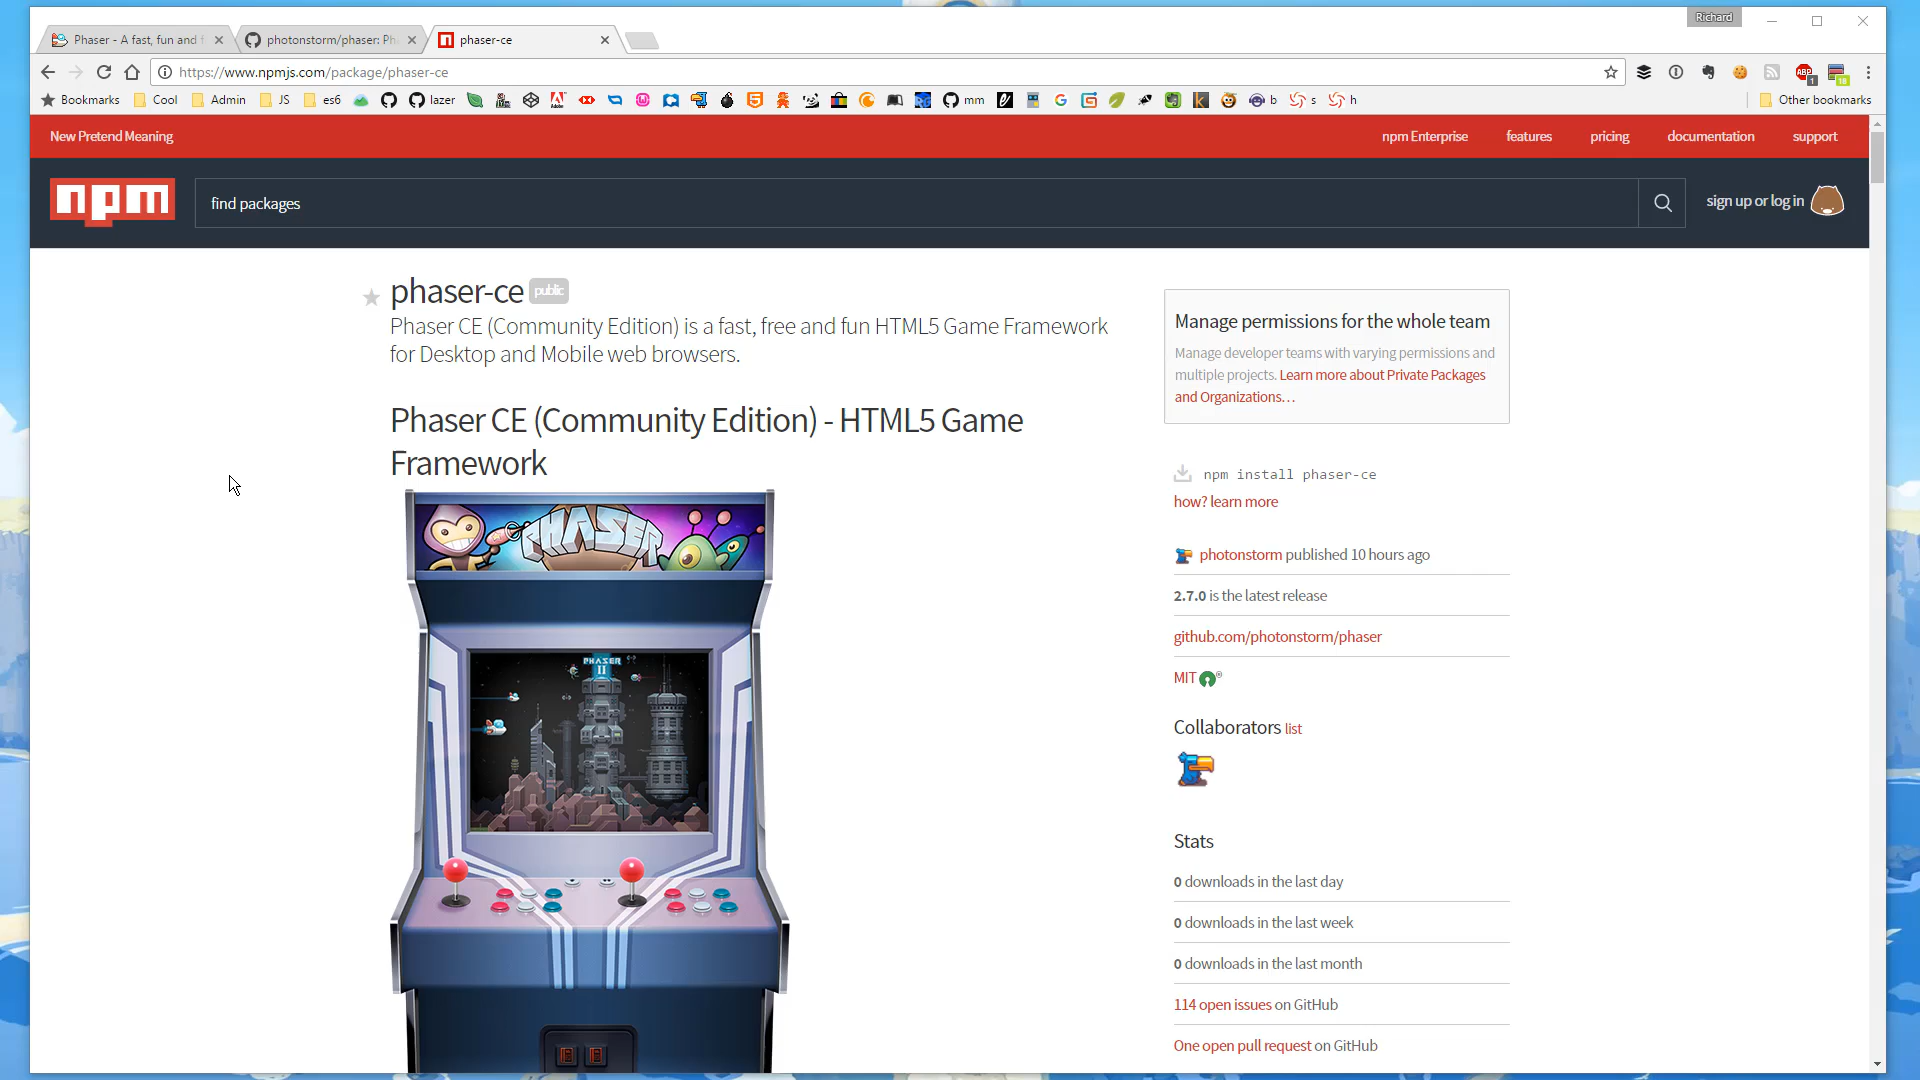 Richard
Phaser - A fast, fun and f
photonstorm/phaser: Ph
phaser-ce
https://www.npmjs.com/package/phaser-ce
Bookmarks
Cool
Admin
JS
es6
lazer
mm
b
s
h
Other bookmarks
New Pretend Meaning
npm Enterprise
features
pricing
documentation
support
npm
find packages
sign up or log in
phaser-ce public
Phaser CE (Community Edition) is a fast, free and fun HTML5 Game Framework
for Desktop and Mobile web browsers.
Phaser CE (Community Edition) - HTML5 Game
Framework
PHASER
PHASER
II
Manage permissions for the whole team
Manage developer teams with varying permissions and
multiple projects. Learn more about Private Packages
and Organizations…
npm install phaser-ce
how? learn more
photonstorm published 10 hours ago
2.7.0 is the latest release
github.com/photonstorm/phaser
MIT
Collaborators list
Stats
0 downloads in the last day
0 downloads in the last week
0 downloads in the last month
114 open issues on GitHub
One open pull request on GitHub